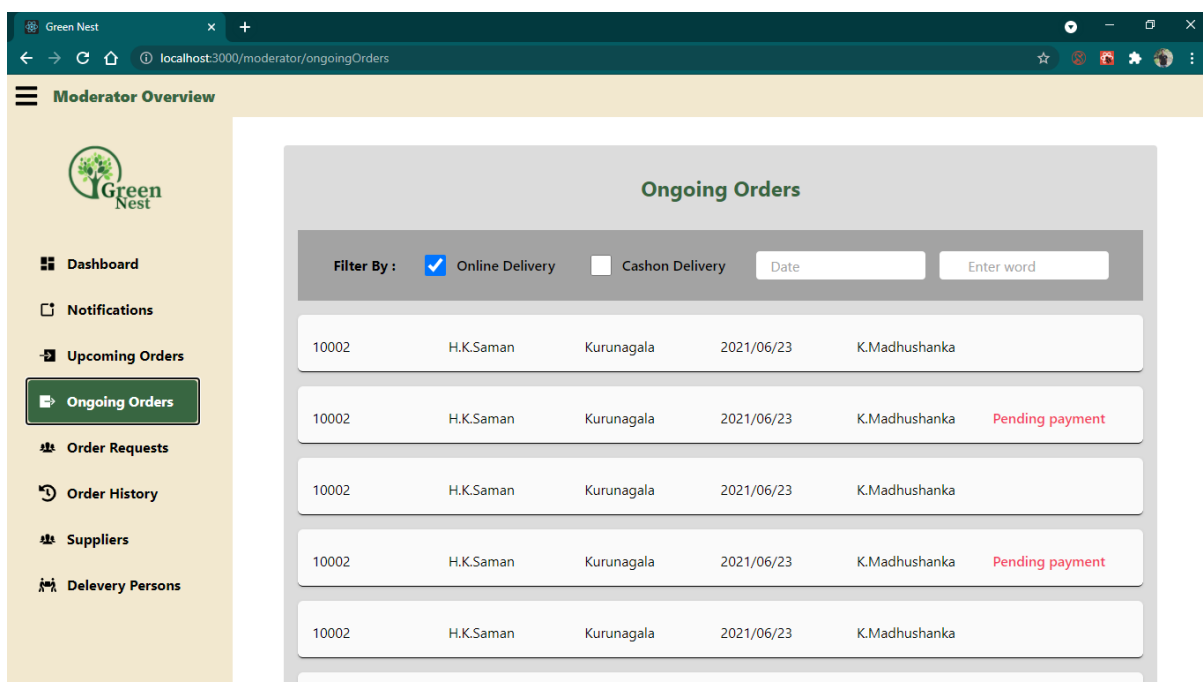 Green Nest
localhost:3000/moderator/ongoingOrders
Moderator Overview
Green
Nest
Dashboard
Notifications
Upcoming Orders
Ongoing Orders
Order Requests
Order History
Suppliers
Delevery Persons
Ongoing Orders
Filter By : Online Delivery Cashon Delivery Date Enter word
10002 H.K.Saman Kurunagala 2021/06/23 K.Madhushanka
10002 H.K.Saman Kurunagala 2021/06/23 K.Madhushanka Pending payment
10002 H.K.Saman Kurunagala 2021/06/23 K.Madhushanka
10002 H.K.Saman Kurunagala 2021/06/23 K.Madhushanka Pending payment
10002 H.K.Saman Kurunagala 2021/06/23 K.Madhushanka